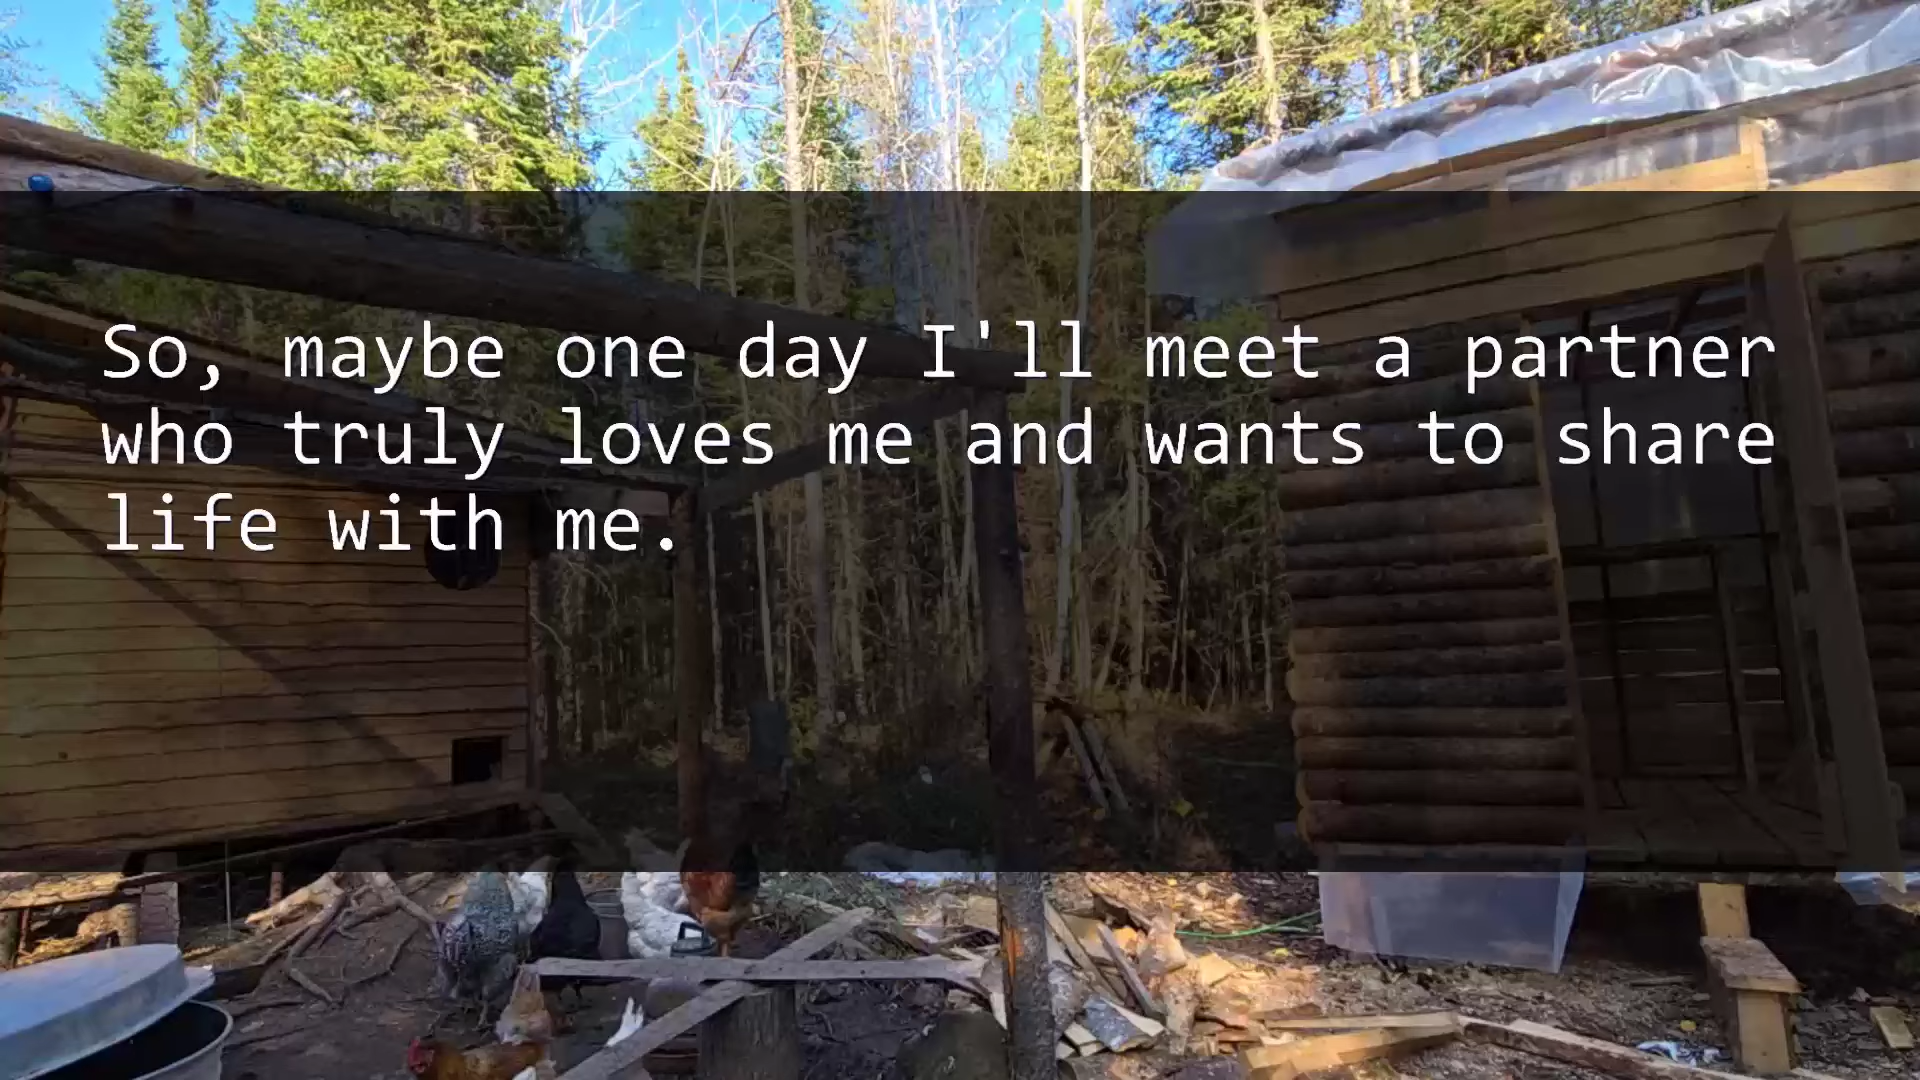 So, maybe one day I'll meet a partner
who truly loves me and wants to share
life with me.